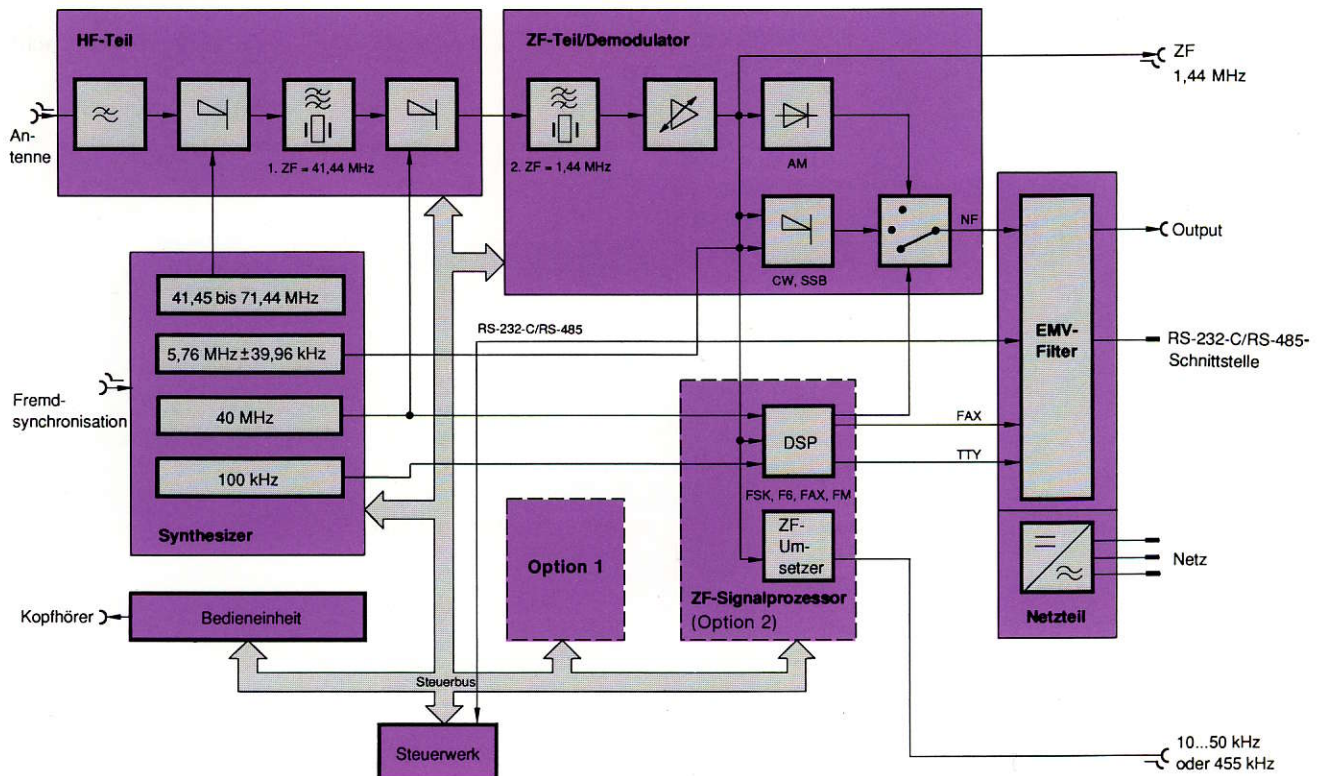 HF-Teil
ZF-Teil/Demodulator
ZF
1,44 MHz
An-
tenne
1. ZF = 41,44 MHz
2. ZF = 1,44 MHz
AM
NF
Output
CW, SSB
41,45 bis 71,44 MHz
RS-232-C/RS-485
EMV-
Filter
RS-232-C/RS-485-
Schnittstelle
5,76 MHz ± 39,96 kHz
Fremd-
synchronisation
40 MHz
DSP
FAX
TTY
100 kHz
FSK, F6, FAX, FM
Synthesizer
ZF-
Um-
setzer
Option 1
Netz
ZF-Signalprozessor
(Option 2)
Netzteil
Kopfhörer
Bedieneinheit
Steuerbus
Steuerwerk
10...50 kHz
oder 455 kHz